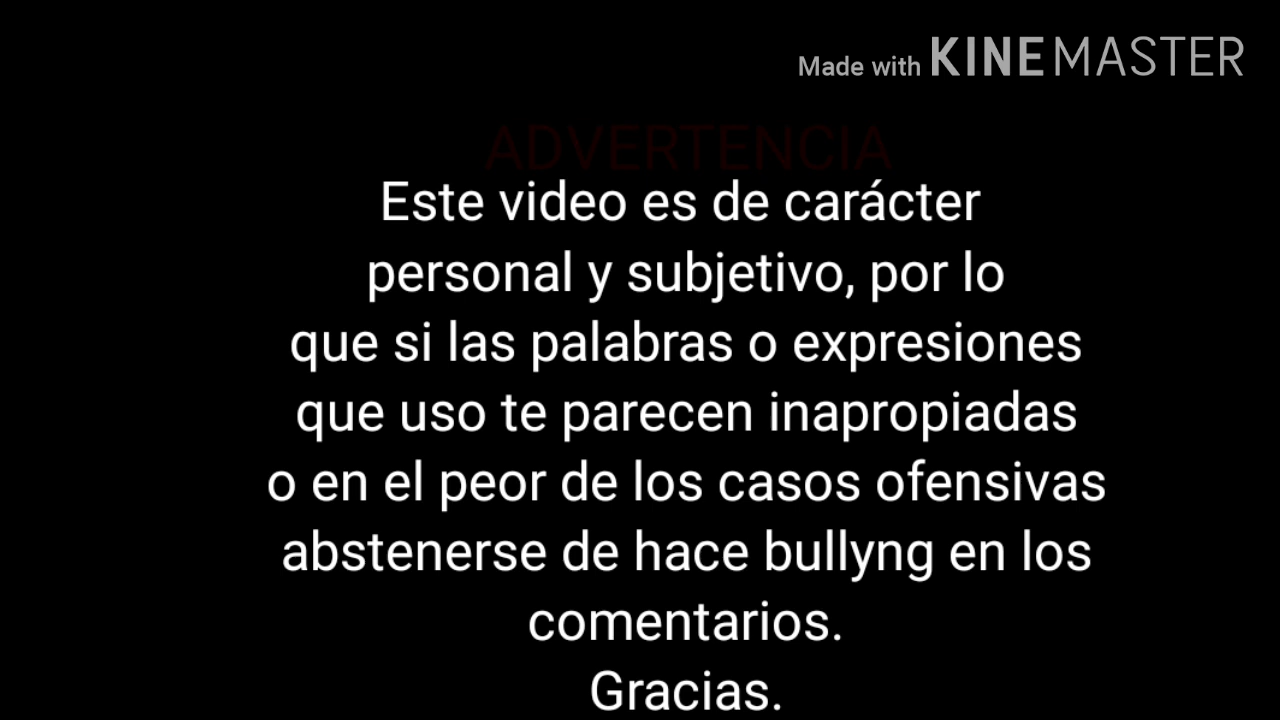 Made with KINEMASTER
ADVERTENCIA
Este video es de carácter
personal y subjetivo, por lo
que si las palabras o expresiones
que uso te parecen inapropiadas
o en el peor de los casos ofensivas
abstenerse de hace bullyng en los
comentarios.
Gracias.